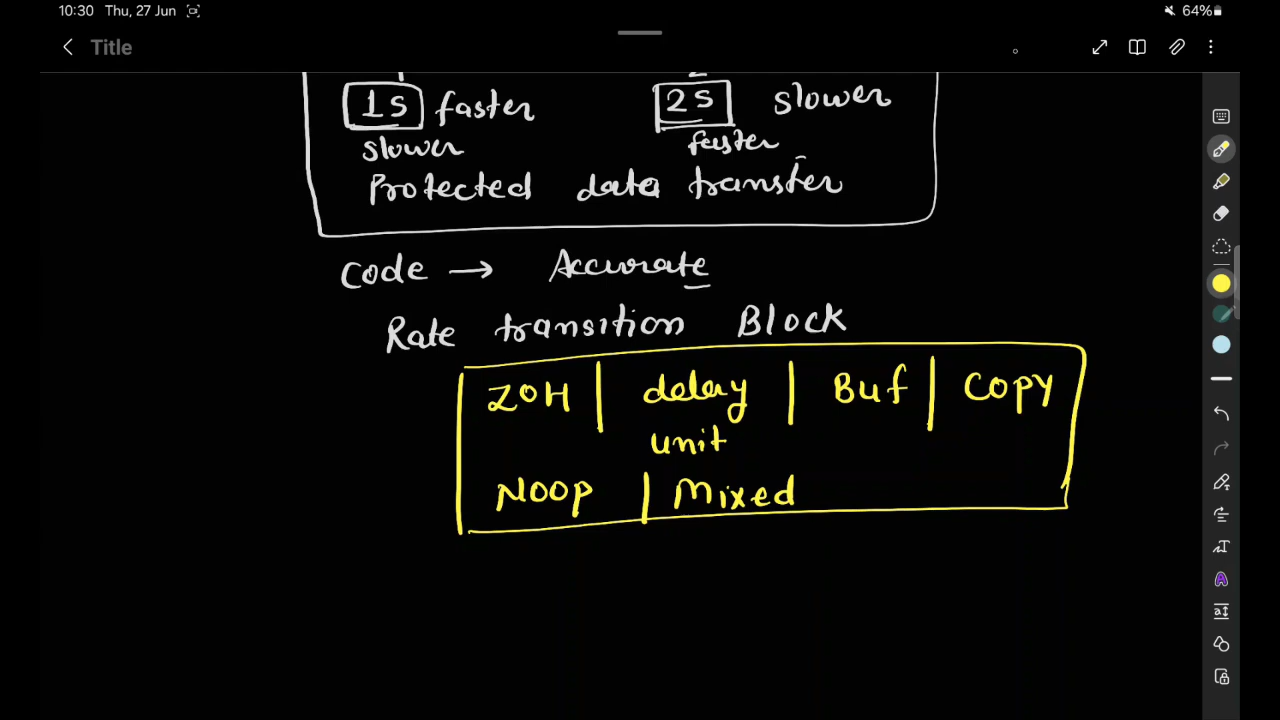 10:30 Thu, 27 Jun 64%
Title
1S faster 2S slower
slower faster
Protected data transfer
Code → Accurate
Rate transition Block
ZOH | delay | Buf | Copy
unit
NOOP | Mixed